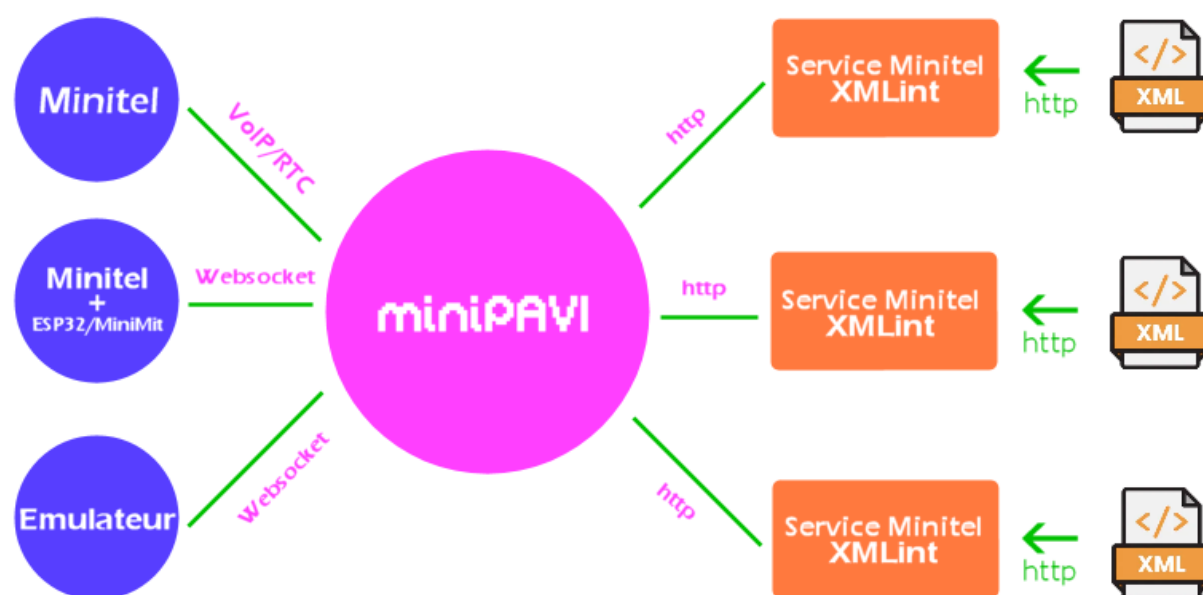 Minitel
VoIP/RTC
http
Service Minitel
XMLint
http
</>
XML
Minitel
+
ESP32/MiniMit
Websocket
miniPAVI
http
Service Minitel
XMLint
http
</>
XML
Emulateur
Websocket
http
Service Minitel
XMLint
http
</>
XML